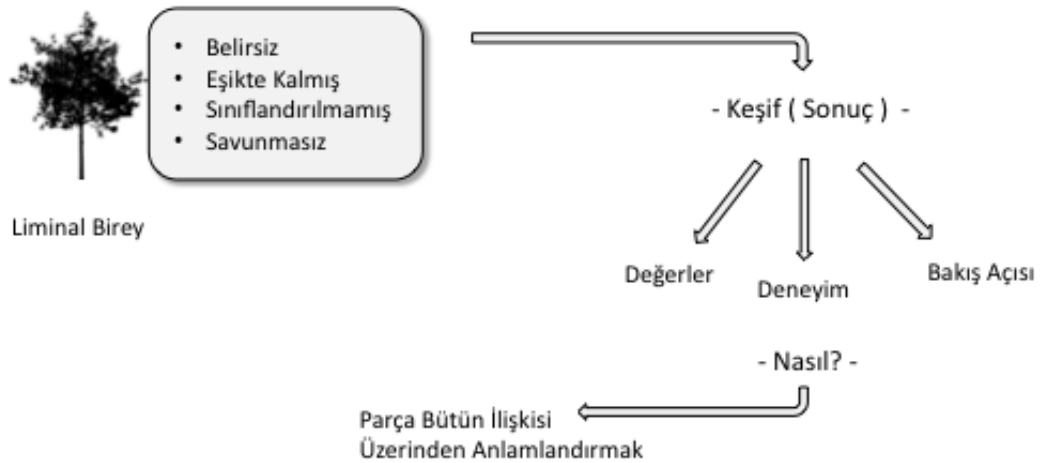 • Belirsiz
• Eşikte Kalmış
• Sınıflandırılmamış
• Savunmasız
Liminal Birey
- Keşif ( Sonuç ) -
Değerler
Deneyim
Bakış Açısı
- Nasıl? -
Parça Bütün İlişkisi
Üzerinden Anlamlandırmak